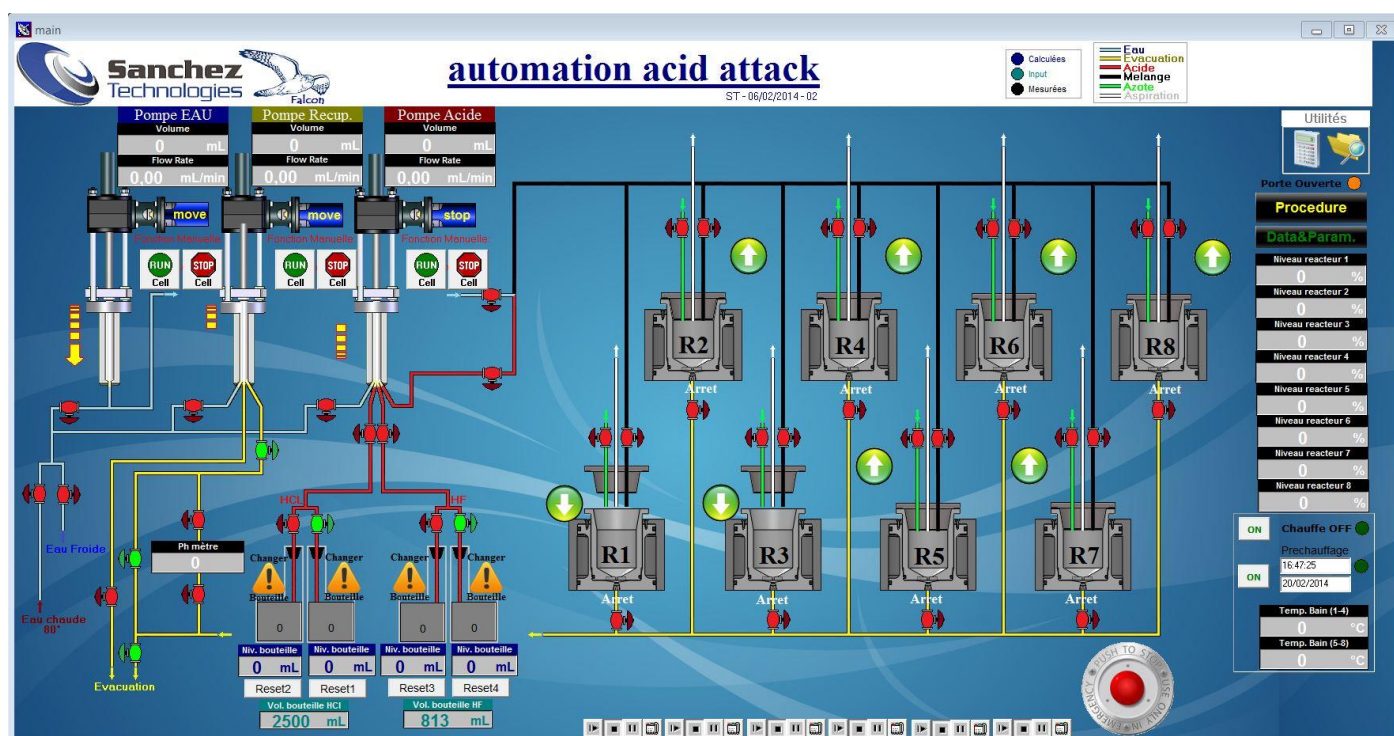 main
Sanchez
Technologies
Falcon
automation acid attack
ST - 06/02/2014 - 02
Calculées
Input
Mesurées
Eau
Evacuation
Acide
Melange
Azote
Aspiration
Utilités
Pompe EAU
Volume
0 mL
Flow Rate
0,00 mL/min
Pompe Recup.
Volume
0 mL
Flow Rate
0,00 mL/min
Pompe Acide
Volume
0 mL
Flow Rate
0,00 mL/min
move
move
stop
Fonction Manuelle
Fonction Manuelle
Fonction Manuelle
RUN
Cell
STOP
Cell
RUN
Cell
STOP
Cell
RUN
Cell
STOP
Cell
Porte Ouverte
Procedure
Data&Param.
Niveau reacteur 1
0 %
Niveau reacteur 2
0 %
Niveau reacteur 3
0 %
Niveau reacteur 4
0 %
Niveau reacteur 5
0 %
Niveau reacteur 6
0 %
Niveau reacteur 7
0 %
Niveau reacteur 8
0 %
R2
R4
R6
R8
Arret
Arret
Arret
Arret
R1
R3
R5
R7
Arret
Arret
Arret
Arret
HCL
HF
Eau Froide
Eau chaude
80°
Ph mètre
0
Evacuation
Changer
Bouteille
0
Changer
Bouteille
0
Changer
Bouteille
0
Changer
Bouteille
0
Niv. bouteille
0 mL
Niv. bouteille
0 mL
Niv. bouteille
0 mL
Niv. bouteille
0 mL
Reset2
Reset1
Reset3
Reset4
Vol. bouteille HCl
2500 mL
Vol. bouteille HF
813 mL
ON
Chauffe OFF
Prechauffage
ON
16:47:25
20/02/2014
Temp. Bain (1-4)
0 °C
Temp. Bain (5-8)
0 °C
PUSH TO STOP
USE ONLY IN EMERGENCY